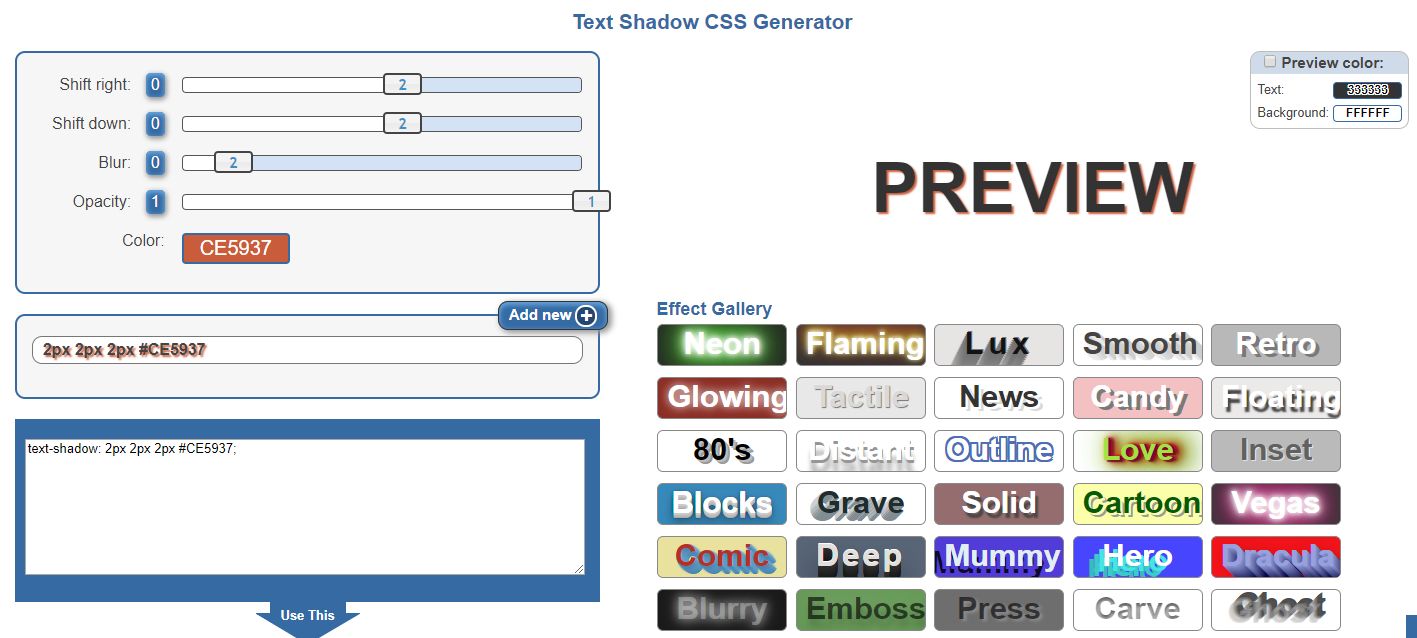 Text Shadow CSS Generator
Shift right: 0 2
Shift down: 0 2
Blur: 0 2
Opacity: 1 1
Color: CE5937
Add new
2px 2px 2px #CE5937
text-shadow: 2px 2px 2px #CE5937;
Use This
Preview color:
Text: 333333
Background: FFFFFF
PREVIEW
Effect Gallery
Neon Flaming Lux Smooth Retro
Glowing Tactile News Candy Floating
80's Distant Outline Love Inset
Blocks Grave Solid Cartoon Vegas
Comic Deep Mummy Hero Dracula
Blurry Emboss Press Carve Ghost